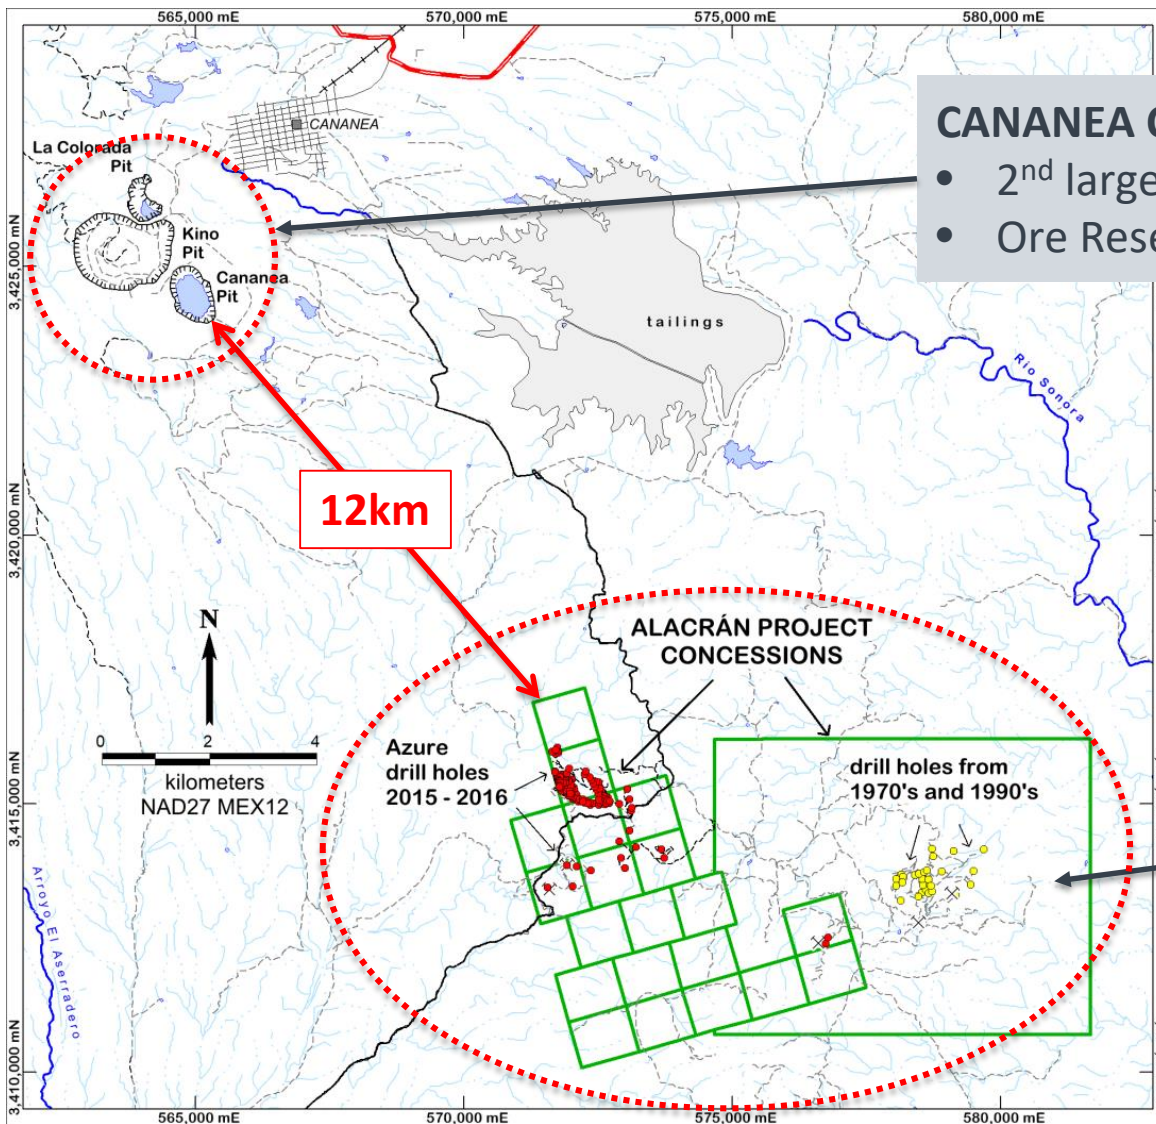 565,000 mE
570,000 mE
575,000 mE
580,000 mE
CANANEA
2nd large
Ore Rese
La Colorada
Pit
CANANEA
Kino
Pit
Cananea
Pit
3,425,000 mN
tailings
Rio Sonora
12km
3,420,000 mN
N
0 2 4
kilometers
NAD27 MEX12
ALACRÁN PROJECT
CONCESSIONS
Azure
drill holes
2015 - 2016
drill holes from
1970's and 1990's
3,415,000 mN
Arroyo El Aserradero
3,410,000 mN
565,000 mE
570,000 mE
575,000 mE
580,000 mE